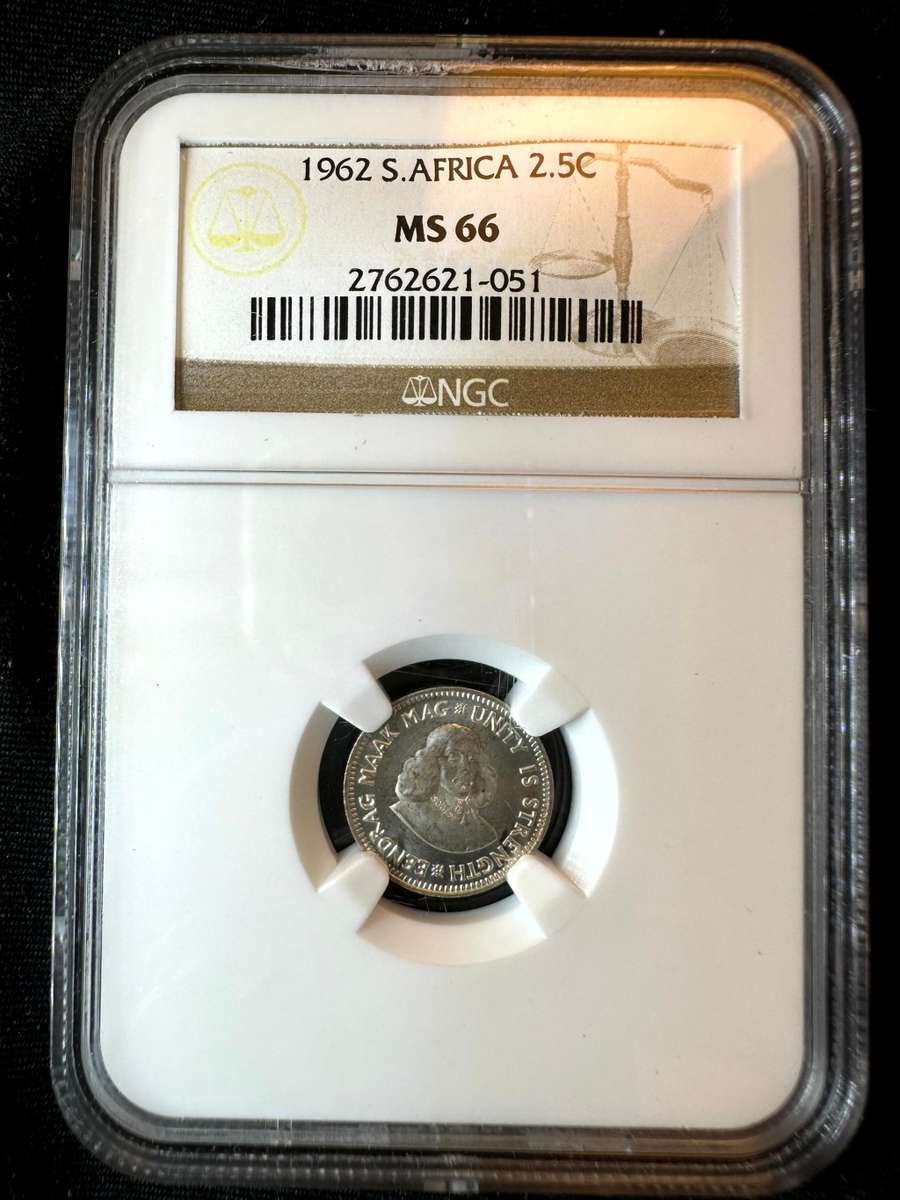 1962 S.AFRICA 2.5C
MS 66
2762621-051
NGC
EENDRAG MAAK MAG * UNITY IS STRENGTH *